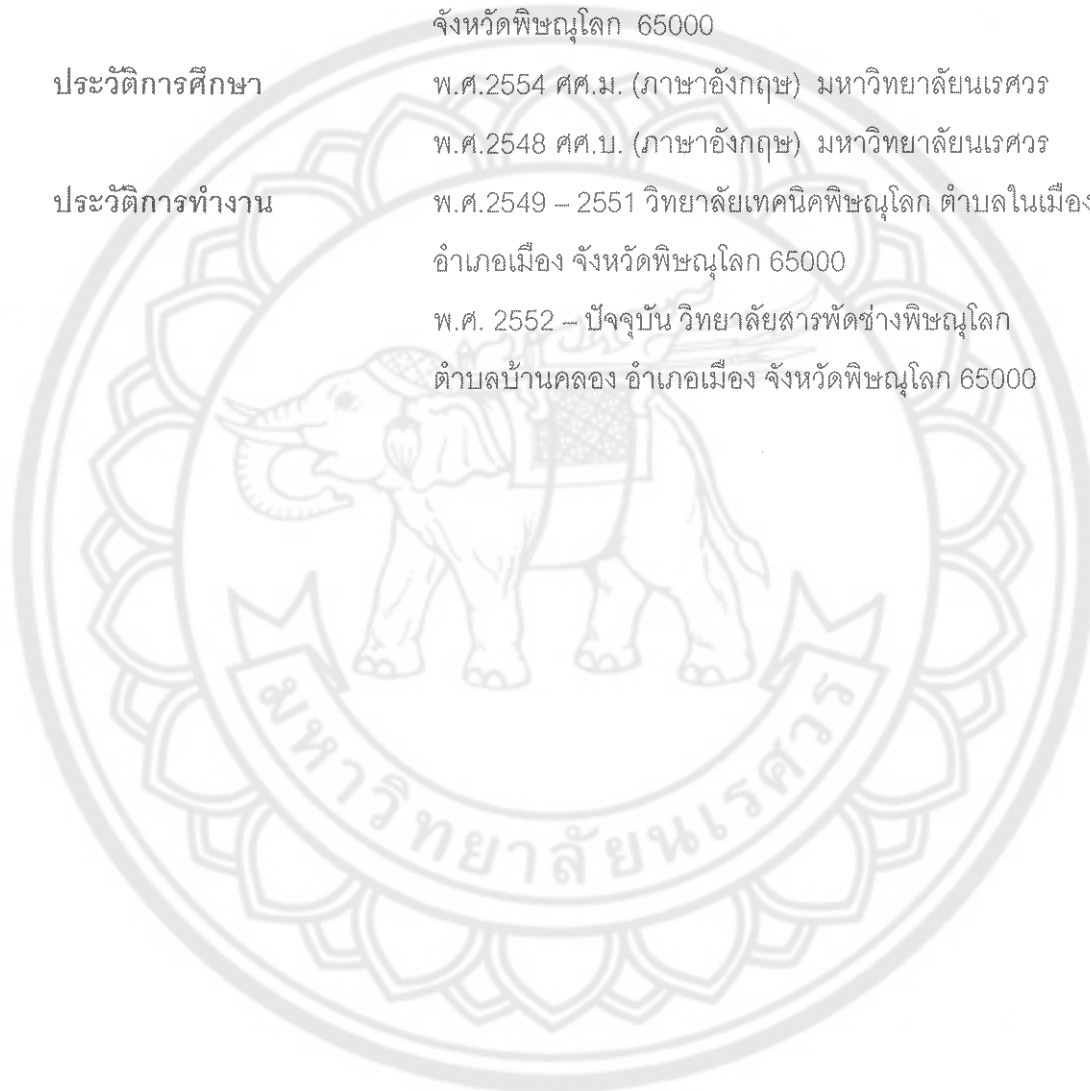 จังหวัดพิษณุโลก 65000
ประวัติการศึกษา พ.ศ.2554 ศศ.ม. (ภาษาอังกฤษ) มหาวิทยาลัยนเรศวร
พ.ศ.2548 ศศ.บ. (ภาษาอังกฤษ) มหาวิทยาลัยนเรศวร
ประวัติการทำงาน พ.ศ.2549 – 2551 วิทยาลัยเทคนิคพิษณุโลก ตำบลในเมือง
อำเภอเมือง จังหวัดพิษณุโลก 65000
พ.ศ. 2552 – ปัจจุบัน วิทยาลัยสารพัดช่างพิษณุโลก
ตำบลบ้านคลอง อำเภอเมือง จังหวัดพิษณุโลก 65000
มหาวิทยาลัยนเรศวร